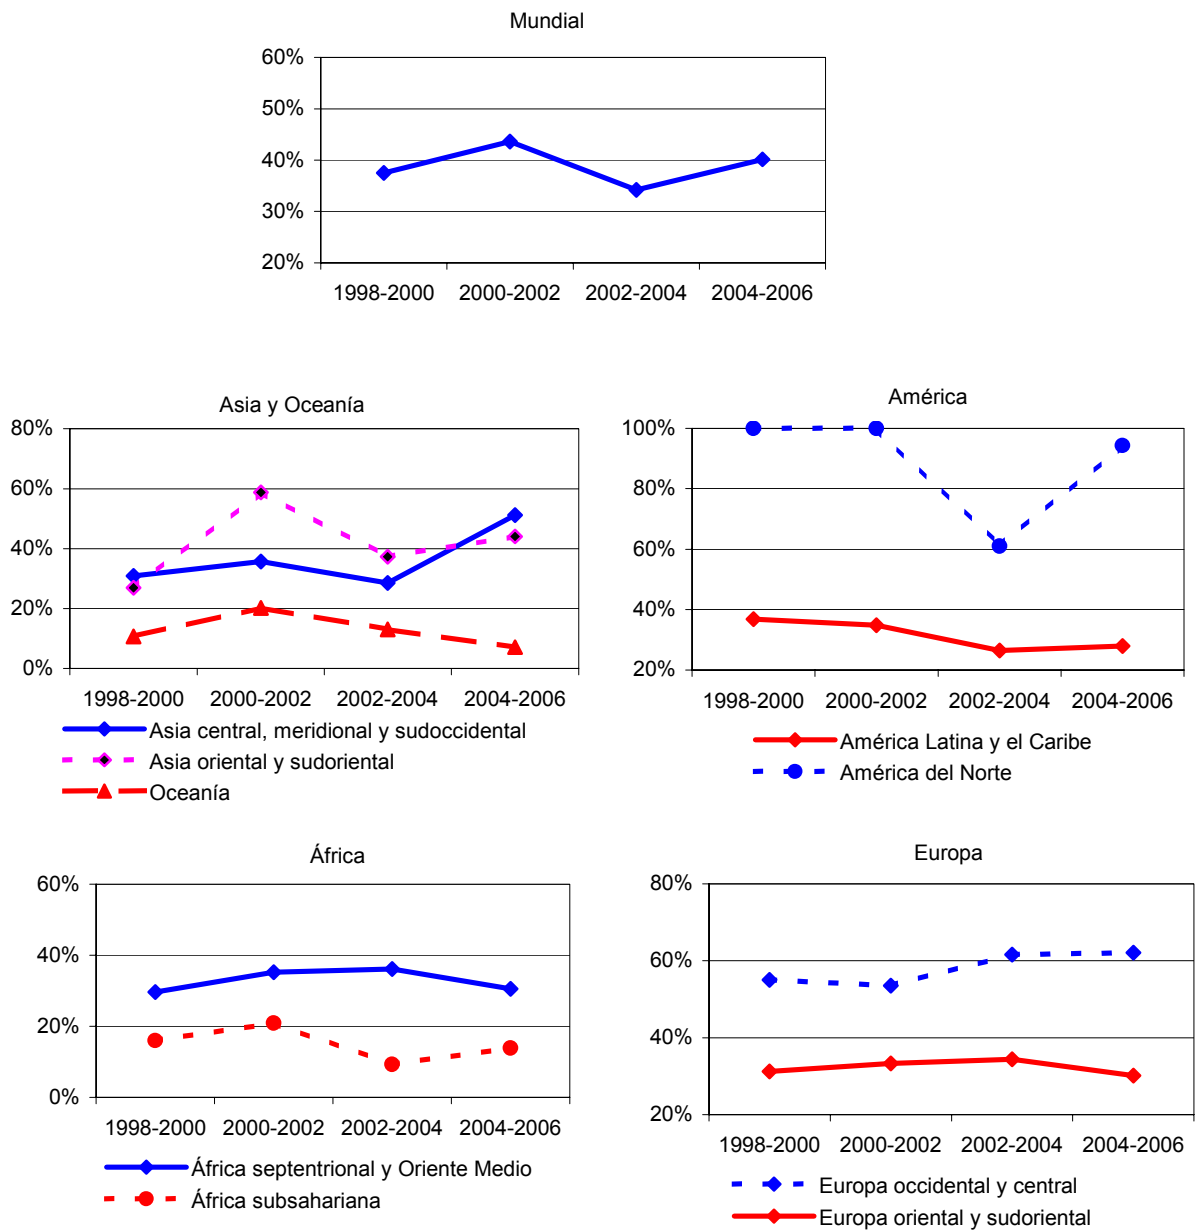 Mundial
60%
50%
40%
30%
20%
1998-2000 2000-2002 2002-2004 2004-2006
Asia y Oceanía
80%
60%
40%
20%
0%
1998-2000 2000-2002 2002-2004 2004-2006
Asia central, meridional y sudoccidental
Asia oriental y sudoriental
Oceanía
América
100%
80%
60%
40%
20%
1998-2000 2000-2002 2002-2004 2004-2006
América Latina y el Caribe
América del Norte
África
60%
40%
20%
0%
1998-2000 2000-2002 2002-2004 2004-2006
África septentrional y Oriente Medio
África subsahariana
Europa
80%
60%
40%
20%
1998-2000 2000-2002 2002-2004 2004-2006
Europa occidental y central
Europa oriental y sudoriental